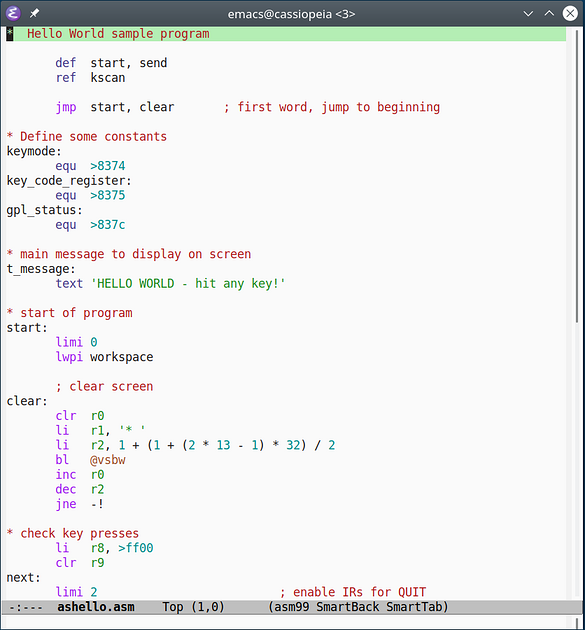 emacs@cassiopeia <3>
*  Hello World sample program
def  start, send
ref  kscan
jmp  start, clear       ; first word, jump to beginning
* Define some constants
keymode:
equ  >8374
key_code_register:
equ  >8375
gpl_status:
equ  >837c
* main message to display on screen
t_message:
text 'HELLO WORLD - hit any key!'
* start of program
start:
limi 0
lwpi workspace
; clear screen
clear:
clr  r0
li   r1, '* '
li   r2, 1 + (1 + (2 * 13 - 1) * 32) / 2
bl   @vsbw
inc  r0
dec  r2
jne  -!
* check key presses
li   r8, >ff00
clr  r9
next:
limi 2                      ; enable IRs for QUIT
-:---  ashello.asm    Top (1,0)      (asm99 SmartBack SmartTab)